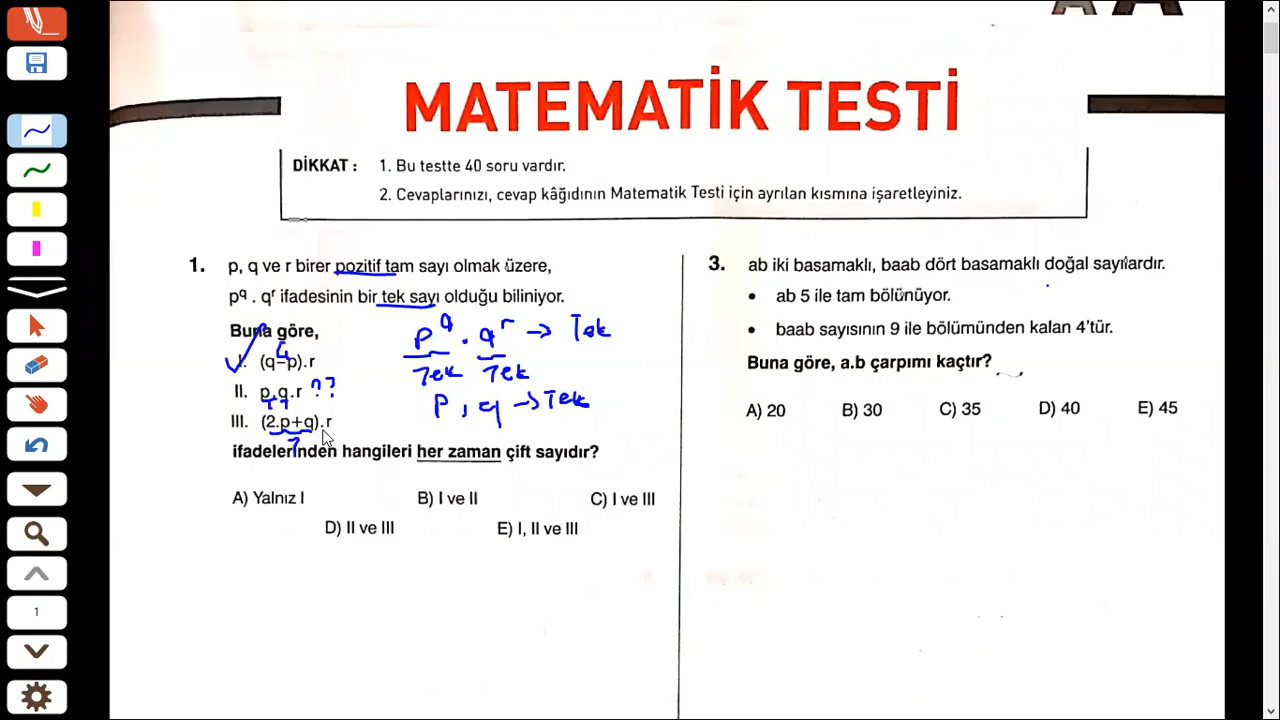 MATEMATİK TESTİ
DİKKAT : 1. Bu testte 40 soru vardır.
2. Cevaplarınızı, cevap kâğıdının Matematik Testi için ayrılan kısmına işaretleyiniz.
1. p, q ve r birer pozitif tam sayı olmak üzere,
p^q . q^r ifadesinin bir tek sayı olduğu biliniyor.
Buna göre,
I. (q–p).r
II. p.q.r ??
III. (2.p+q).r
ifadelerinden hangileri her zaman çift sayıdır?
A) Yalnız I B) I ve II C) I ve III
D) II ve III E) I, II ve III
p^q . q^r → Tek
Tek Tek
p, q → Tek
Ç
T T
T
3. ab iki basamaklı, baab dört basamaklı doğal sayılardır.
• ab 5 ile tam bölünüyor.
• baab sayısının 9 ile bölümünden kalan 4'tür.
Buna göre, a.b çarpımı kaçtır?
A) 20 B) 30 C) 35 D) 40 E) 45
1